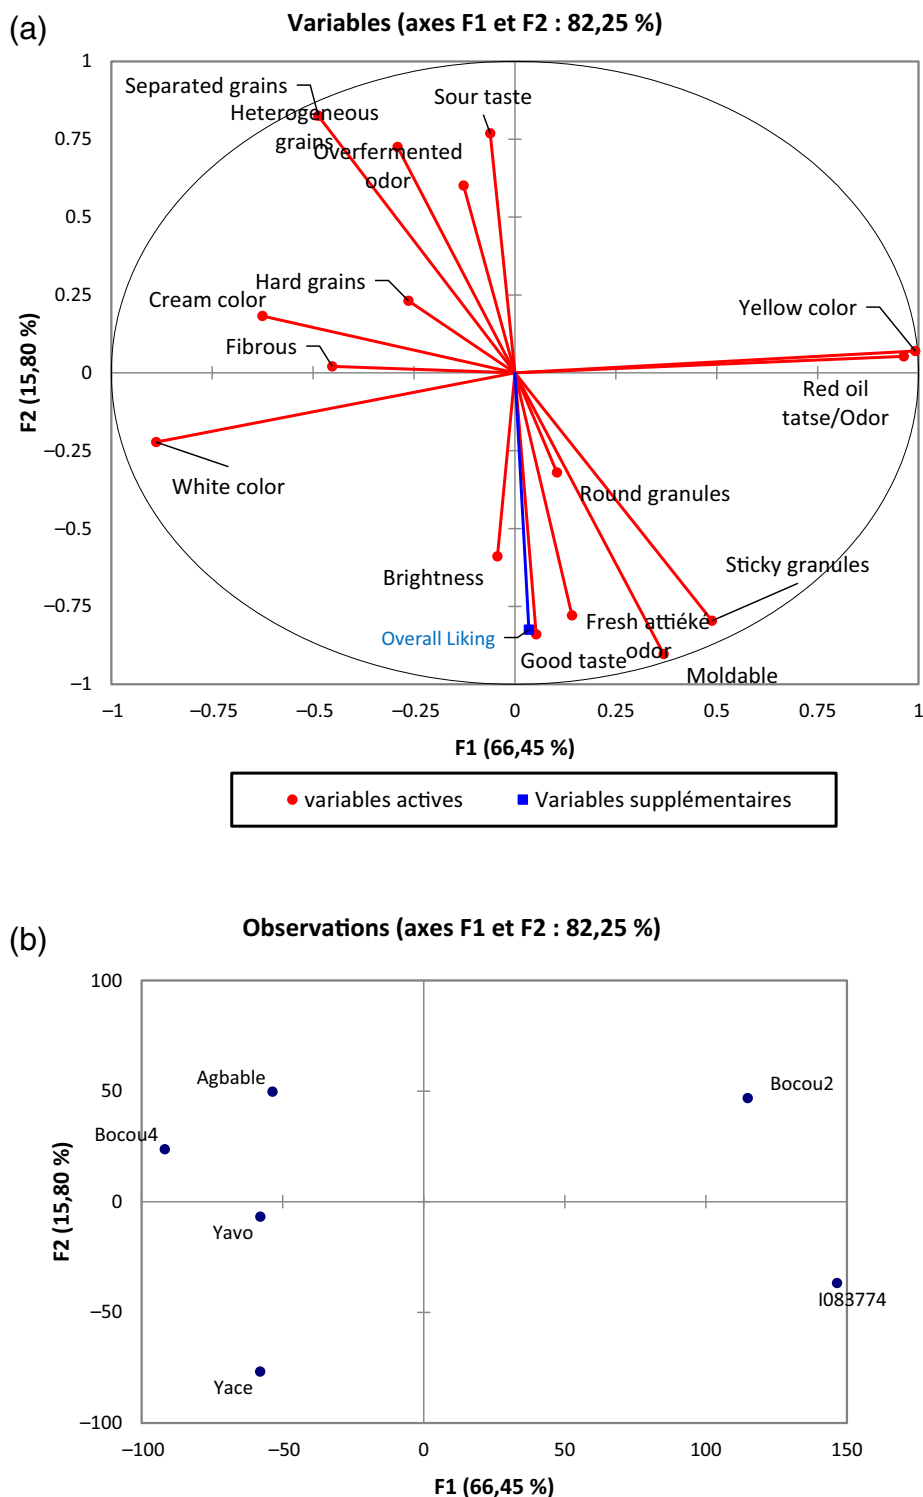 (a)
Variables (axes F1 et F2 : 82,25 %)
1
Separated grains
Sour taste
Heterogeneous
grains
0.75
Overfermented
odor
0.5
0.25
Hard grains
Cream color
Yellow color
Fibrous
0
F2 (15,80 %)
Red oil
tatse/Odor
−0.25
White color
Round granules
−0.5
Brightness
Sticky granules
−0.75
Overall Liking
Fresh attiéké
odor
Good taste
Moldable
−1
−1
−0.75
−0.5
−0.25
0
0.25
0.5
0.75
1
F1 (66,45 %)
variables actives
Variables supplémentaires
(b)
Observations (axes F1 et F2 : 82,25 %)
100
Agbable
Bocou2
50
Bocou4
0
F2 (15,80 %)
Yavo
I083774
−50
Yace
−100
−100
−50
0
50
100
150
F1 (66,45 %)